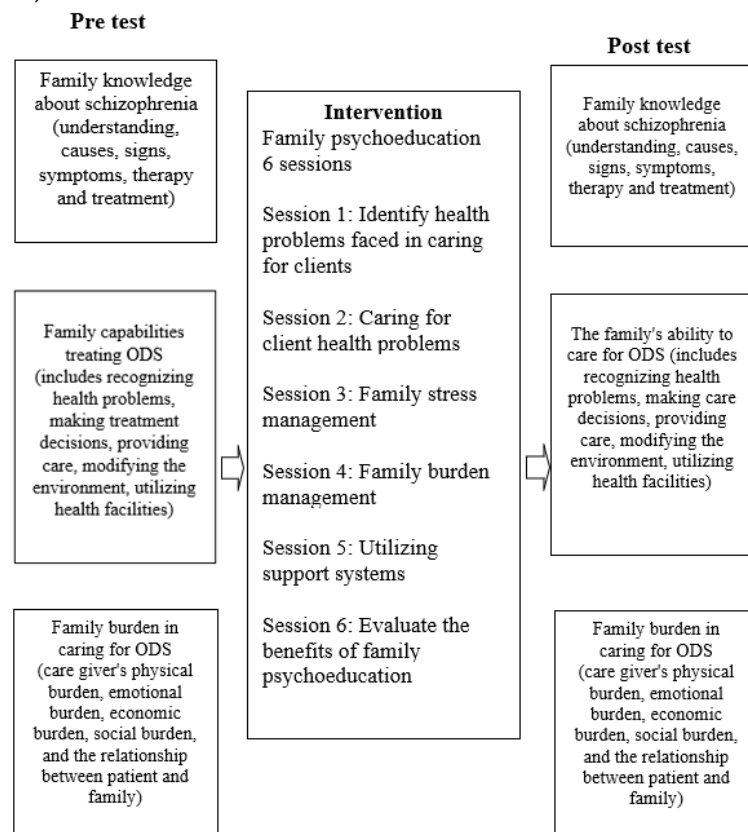 Pre test
Family knowledge
about schizophrenia
(understanding,
causes, signs,
symptoms, therapy
and treatment)
Family capabilities
treating ODS
(includes recognizing
health problems,
making treatment
decisions, providing
care, modifying the
environment, utilizing
health facilities)
Family burden in
caring for ODS
(care giver's physical
burden, emotional
burden, economic
burden, social burden,
and the relationship
between patient and
family)
Intervention
Family psychoeducation
6 sessions
Session 1: Identify health
problems faced in caring
for clients
Session 2: Caring for
client health problems
Session 3: Family stress
management
Session 4: Family burden
management
Session 5: Utilizing
support systems
Session 6: Evaluate the
benefits of family
psychoeducation
Post test
Family knowledge
about schizophrenia
(understanding, causes,
signs, symptoms,
therapy and treatment)
The family's ability to
care for ODS (includes
recognizing health
problems, making care
decisions, providing
care, modifying the
environment, utilizing
health facilities)
Family burden in
caring for ODS
(care giver's physical
burden, emotional
burden, economic
burden, social burden,
and the relationship
between patient and
family)